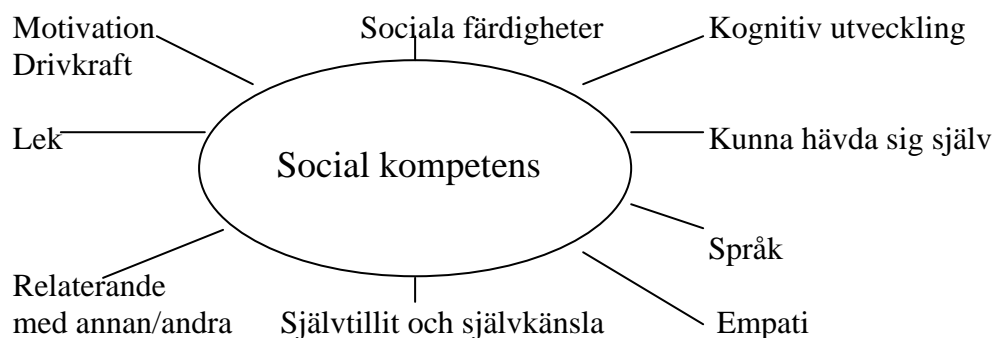 Motivation
Drivkraft
Sociala färdigheter
Kognitiv utveckling
Lek
Kunna hävda sig själv
Social kompetens
Språk
Relaterande
med annan/andra
Självtillit och självkänsla
Empati